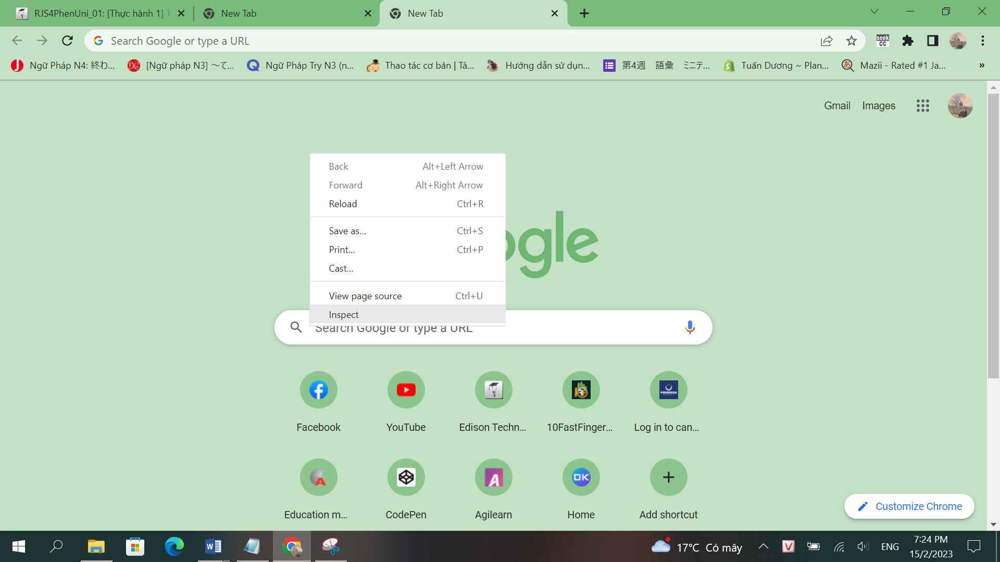 RJS4PhenUni_01: [Thực hành 1] T
New Tab
New Tab
Search Google or type a URL
seek CC
Ngữ Pháp N4: 終わ...
[Ngữ pháp N3] ～て...
Ngữ Pháp Try N3 (n...
Thao tác cơ bản | Tà...
Hướng dẫn sử dụn...
第4週 語彙 ミニテ...
Tuấn Dương ~ Plan...
Mazii - Rated #1 Ja...
»
Gmail
Images
Back Alt+Left Arrow
Forward Alt+Right Arrow
Reload Ctrl+R
Save as... Ctrl+S
Print... Ctrl+P
Cast...
View page source Ctrl+U
Inspect
ogle
Search Google or type a URL
Facebook
YouTube
Edison Techn...
10FastFinger...
Log in to can...
Education m...
CodePen
Agilearn
DK
Home
Add shortcut
Customize Chrome
17°C Có mây
ENG
7:24 PM
15/2/2023